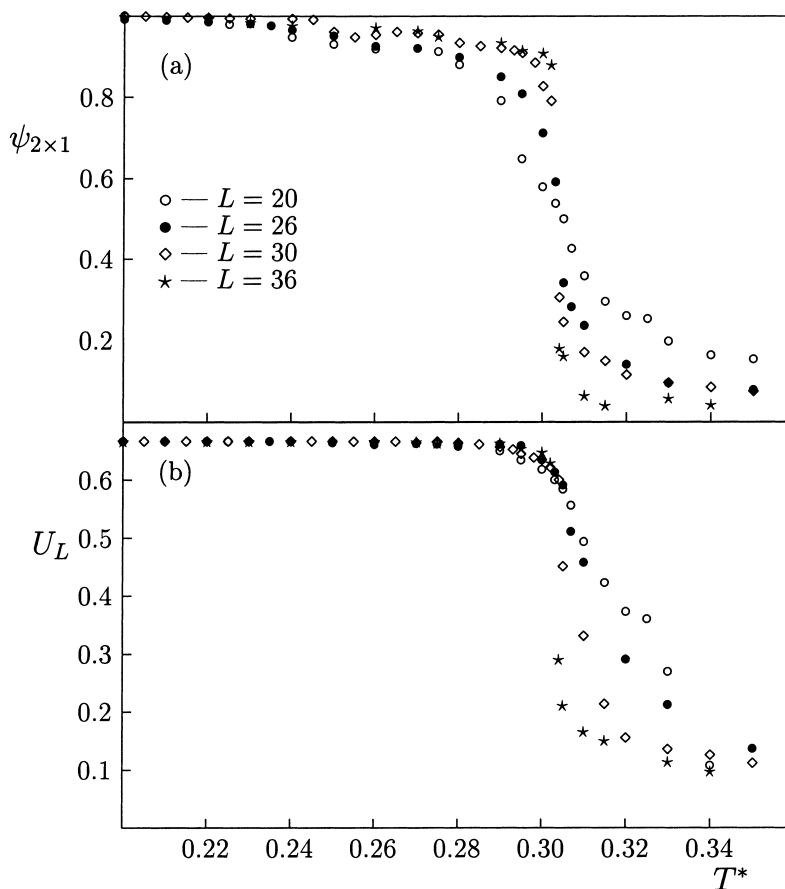 (a)
0.8
ψ2×1
0.6
○ — L = 20
● — L = 26
◇ — L = 30
★ — L = 36
0.4
0.2
(b)
0.6
U_L
0.5
0.4
0.3
0.2
0.1
0.22 0.24 0.26 0.28 0.30 0.32 0.34
T*